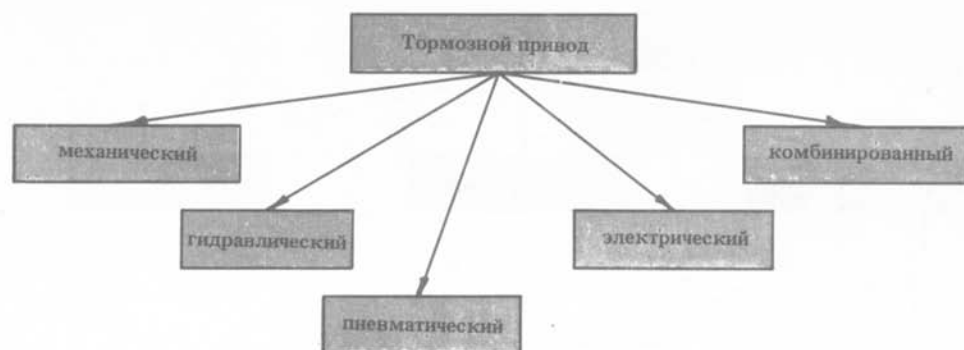 Тормозной привод
механический
комбинированный
гидравлический
электрический
пневматический